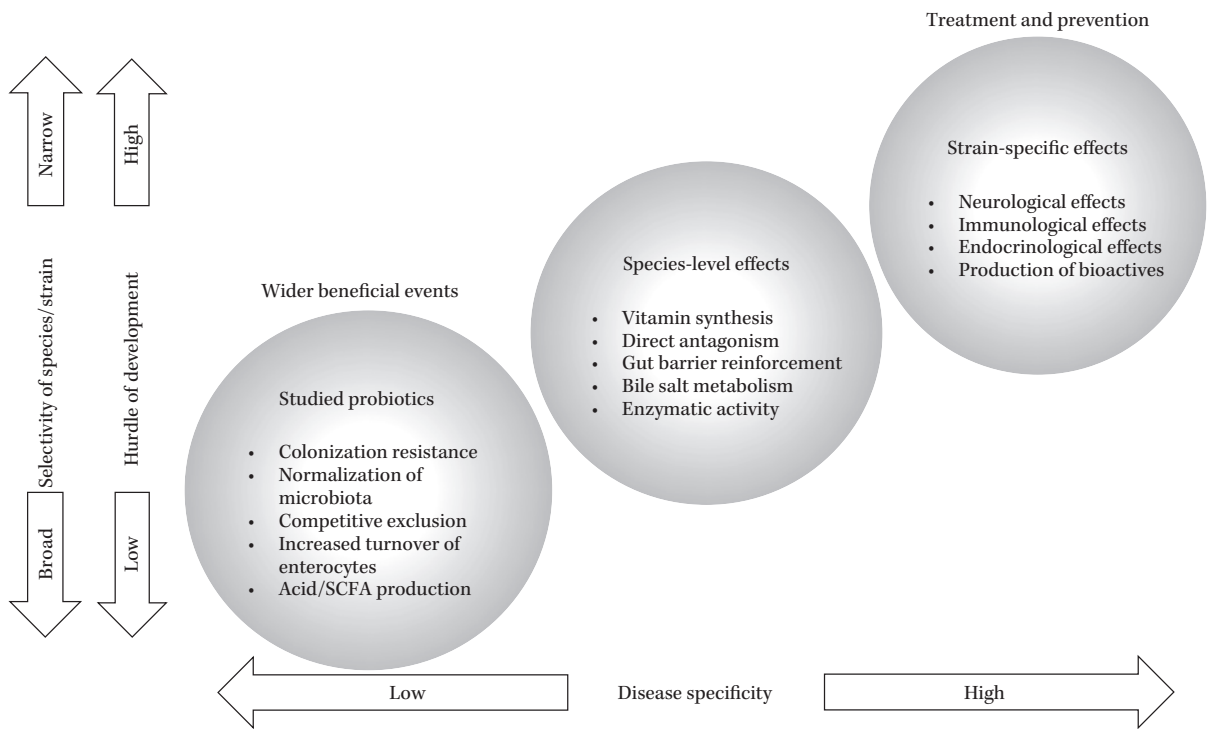 Treatment and prevention
Narrow
High
Selectivity of species/strain
Hurdle of development
Broad
Low
Wider beneficial events
Studied probiotics
• Colonization resistance
• Normalization of
microbiota
• Competitive exclusion
• Increased turnover of
enterocytes
• Acid/SCFA production
Species-level effects
• Vitamin synthesis
• Direct antagonism
• Gut barrier reinforcement
• Bile salt metabolism
• Enzymatic activity
Strain-specific effects
• Neurological effects
• Immunological effects
• Endocrinological effects
• Production of bioactives
Low
Disease specificity
High